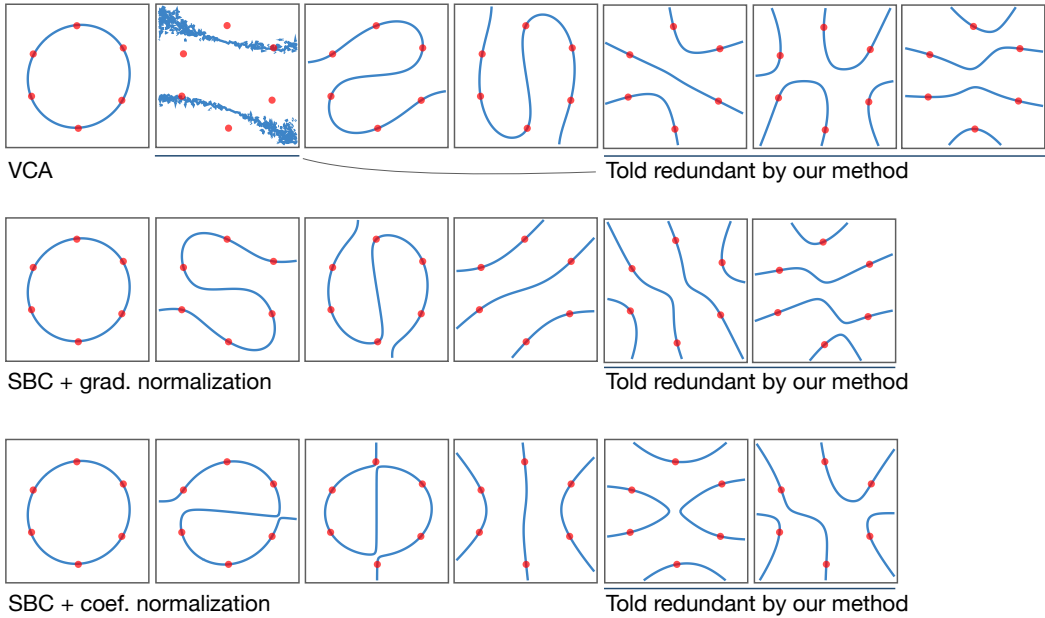 VCA
Told redundant by our method
SBC + grad. normalization
Told redundant by our method
SBC + coef. normalization
Told redundant by our method